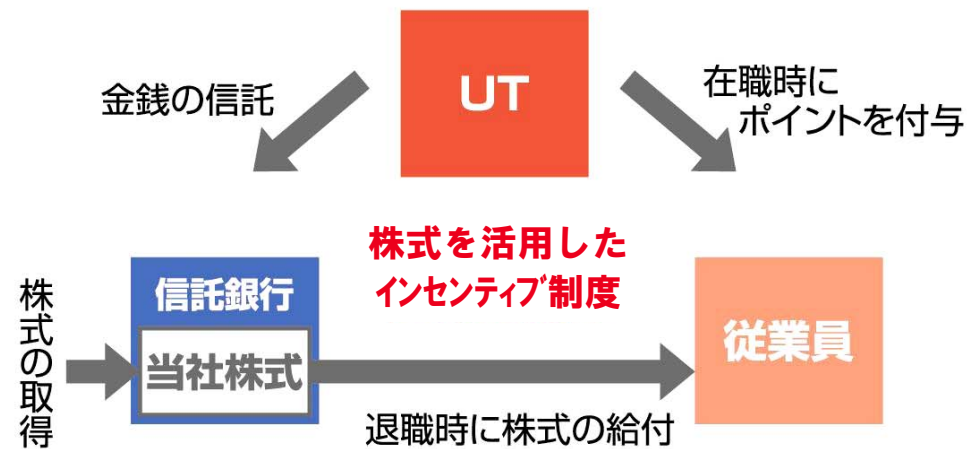 UT
金銭の信託
在職時に
ポイントを付与
株式を活用した
インセンティブ制度
株式の取得
信託銀行
当社株式
従業員
退職時に株式の給付